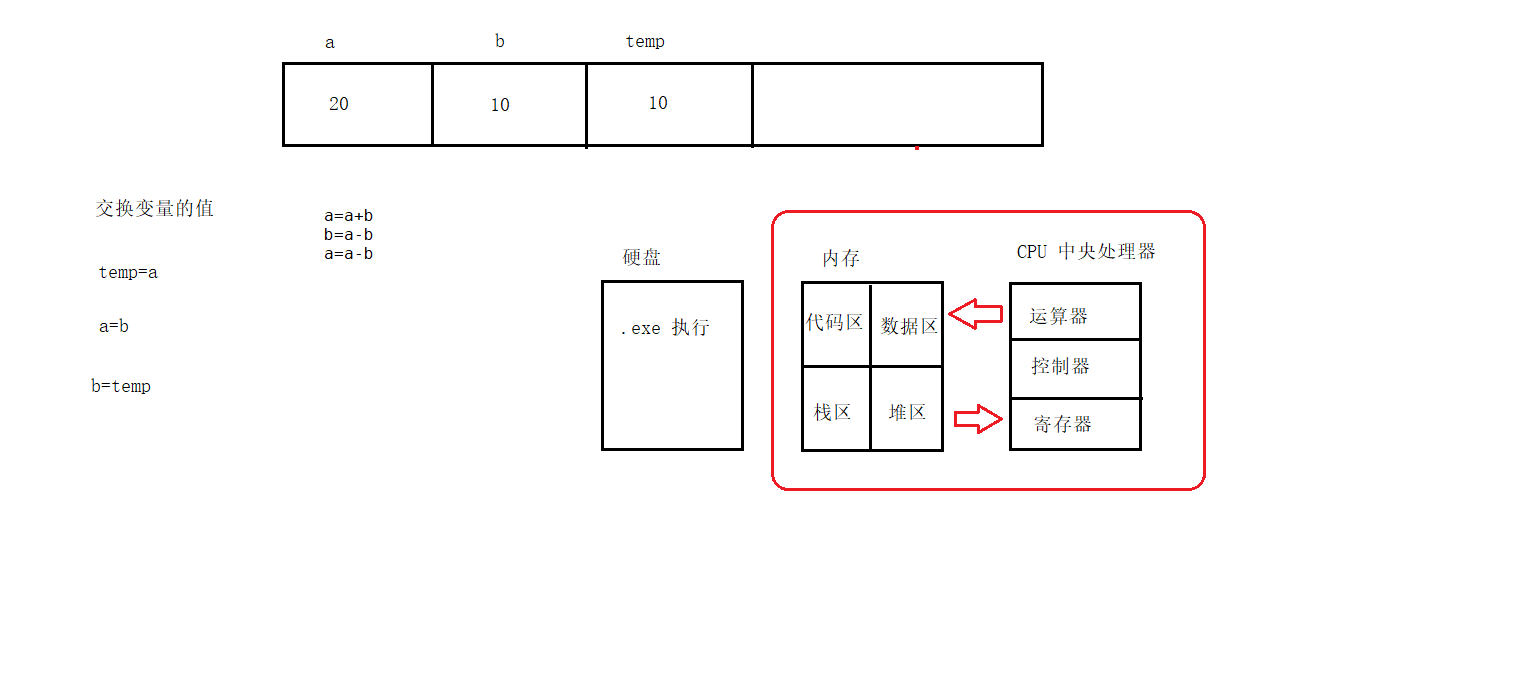 a b temp
20 10 10
交换变量的值
temp=a
a=b
b=temp
a=a+b
b=a-b
a=a-b
硬盘
.exe 执行
内存
代码区 数据区
栈区 堆区
CPU 中央处理器
运算器
控制器
寄存器